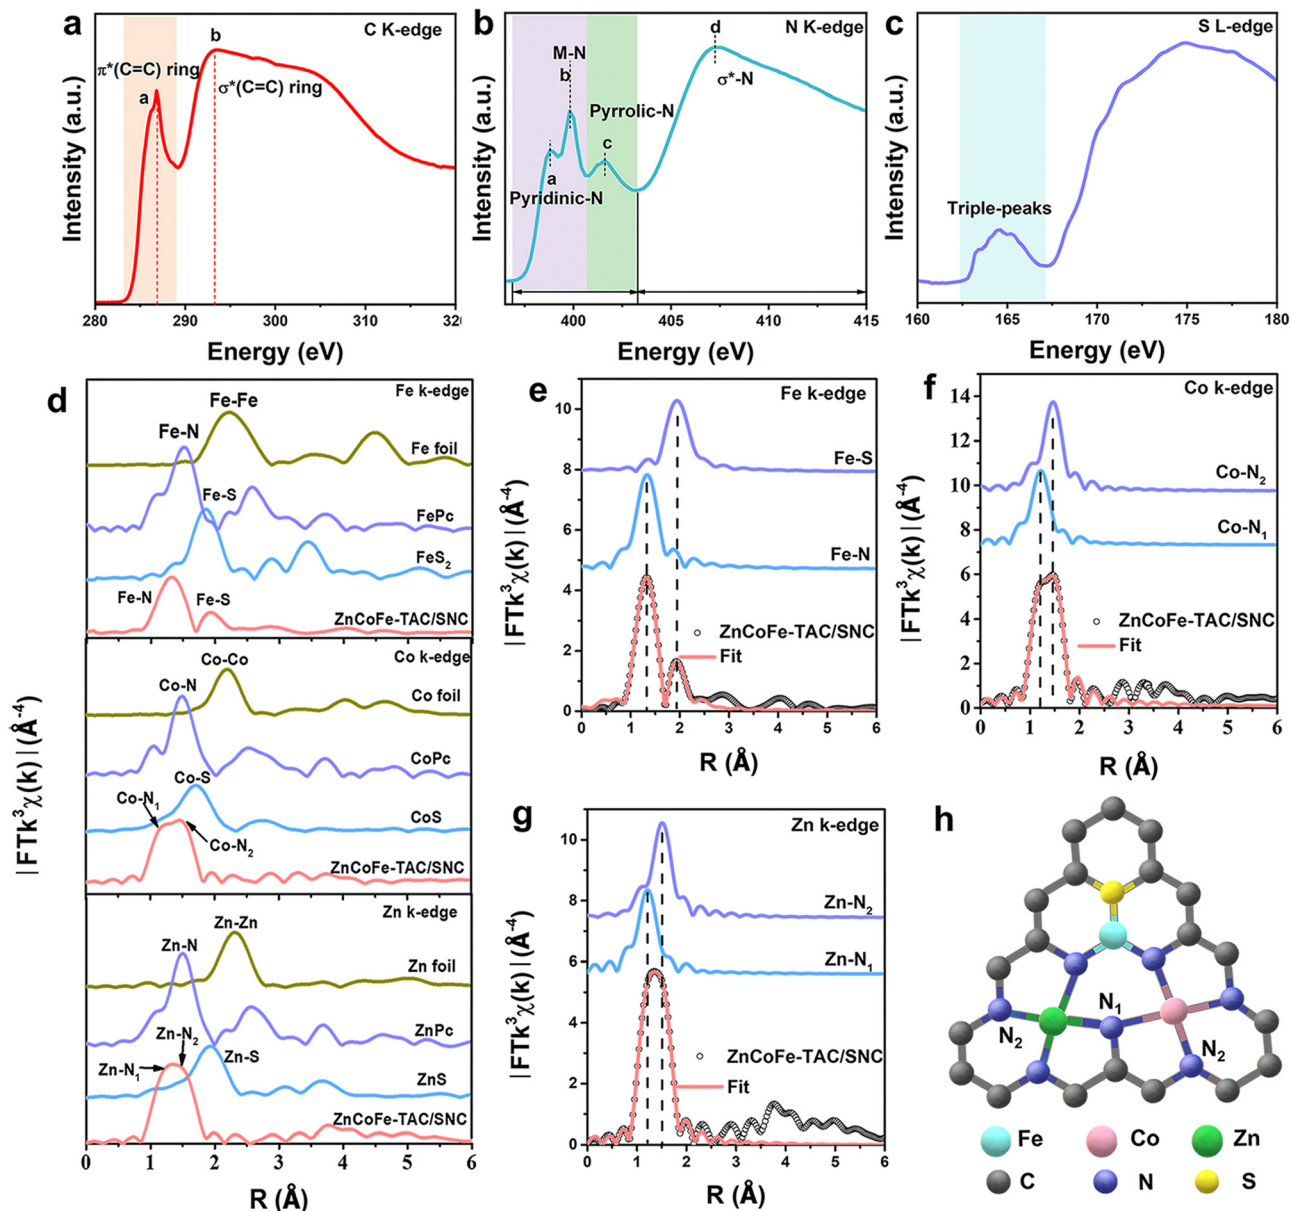 a
C K-edge
π*(C=C) ring
a
b
σ*(C=C) ring
Intensity (a.u.)
280 290 300 310 320
Energy (eV)
b
N K-edge
M-N
b
d
σ*-N
Pyrrolic-N
c
a
Pyridinic-N
Intensity (a.u.)
400 405 410 415
Energy (eV)
c
S L-edge
Triple-peaks
Intensity (a.u.)
160 165 170 175 180
Energy (eV)
d
Fe k-edge
Fe-Fe
Fe foil
Fe-N
FePc
Fe-S
FeS2
Fe-N
Fe-S
ZnCoFe-TAC/SNC
Co k-edge
Co-Co
Co foil
Co-N
CoPc
Co-S
CoS
Co-N1
Co-N2
ZnCoFe-TAC/SNC
Zn k-edge
Zn-Zn
Zn foil
Zn-N
ZnPc
Zn-N2
Zn-S
Zn-N1
ZnS
ZnCoFe-TAC/SNC
|FTk3χ(k)|(Å-4)
0 1 2 3 4 5 6
R (Å)
e
Fe k-edge
10
8
6
4
2
0
Fe-S
Fe-N
ZnCoFe-TAC/SNC
Fit
|FTk3χ(k)|(Å-4)
0 1 2 3 4 5 6
R (Å)
f
Co k-edge
14
12
10
8
6
4
2
0
Co-N2
Co-N1
ZnCoFe-TAC/SNC
Fit
|FTk3χ(k)|(Å-4)
0 1 2 3 4 5 6
R (Å)
g
Zn k-edge
10
8
6
4
2
0
Zn-N2
Zn-N1
ZnCoFe-TAC/SNC
Fit
|FTk3χ(k)|(Å-4)
0 1 2 3 4 5 6
R (Å)
h
N1
N2
N2
Fe Co Zn
C N S